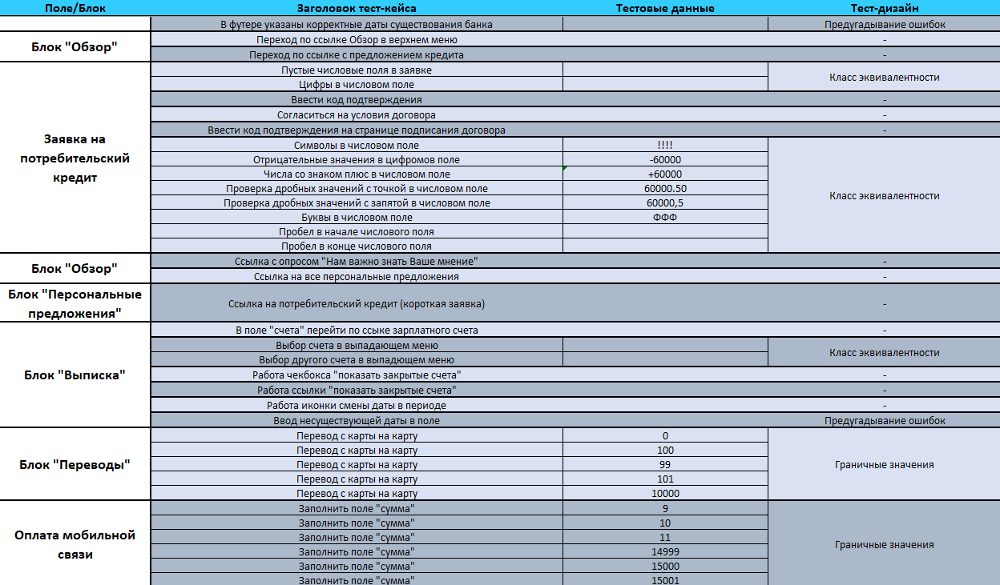 Поле/Блок Заголовок тест-кейса Тестовые данные Тест-дизайн
В футере указаны корректные даты существования банка Предугадывание ошибок
Блок "Обзор"
Переход по ссылке Обзор в верхнем меню -
Переход по ссылке с предложением кредита -
Заявка на
потребительский
кредит
Пустые числовые поля в заявке
Цифры в числовом поле
Класс эквивалентности
Ввести код подтверждения -
Согласиться на условия договора -
Ввести код подтверждения на странице подписания договора -
Символы в числовом поле !!!!
Отрицательные значения в цифромов поле -60000
Числа со знаком плюс в числовом поле +60000
Проверка дробных значений с точкой в числовом поле 60000.50
Проверка дробных значений с запятой в числовом поле 60000,5
Буквы в числовом поле ФФФ
Пробел в начале числового поля
Пробел в конце числового поля
Класс эквивалентности
Блок "Обзор"
Ссылка с опросом "Нам важно знать Ваше мнение" -
Ссылка на все персональные предложения -
Блок "Персональные
предложения"
Ссылка на потребительский кредит (короткая заявка) -
Блок "Выписка"
В поле "счета" перейти по ссыке зарплатного счета -
Выбор счета в выпадающем меню
Выбор другого счета в выпадющем меню
Класс эквивалентности
Работа чекбокса "показать закрытые счета" -
Работа ссылки "показать закрытые счета" -
Работа иконки смены даты в периоде -
Ввод несуществующей даты в поле Предугадывание ошибок
Блок "Переводы"
Перевод с карты на карту 0
Перевод с карты на карту 100
Перевод с карты на карту 99
Перевод с карты на карту 101
Перевод с карты на карту 10000
Граничные значения
Оплата мобильной
связи
Заполнить поле "сумма" 9
Заполнить поле "сумма" 10
Заполнить поле "сумма" 11
Заполнить поле "сумма" 14999
Заполнить поле "сумма" 15000
Заполнить поле "сумма" 15001
Граничные значения